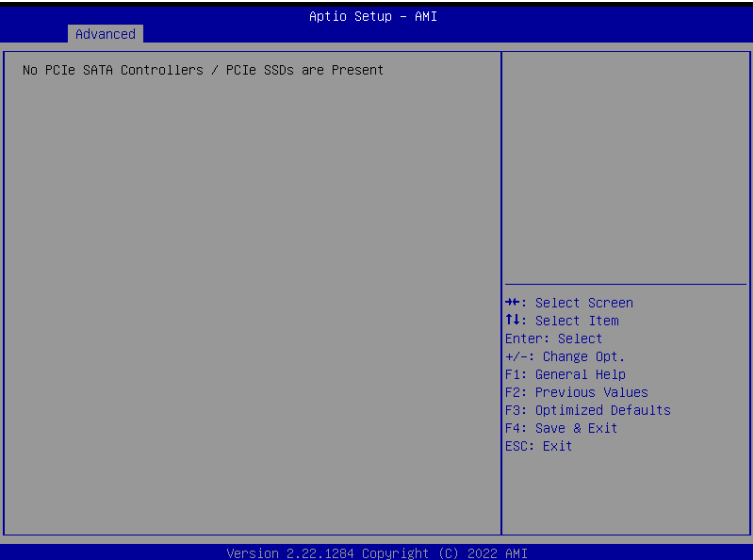 Aptio Setup – AMI
Advanced
No PCIe SATA Controllers / PCIe SSDs are Present
→←: Select Screen
↑↓: Select Item
Enter: Select
+/-: Change Opt.
F1: General Help
F2: Previous Values
F3: Optimized Defaults
F4: Save & Exit
ESC: Exit
Version 2.22.1284 Copyright (C) 2022 AMI